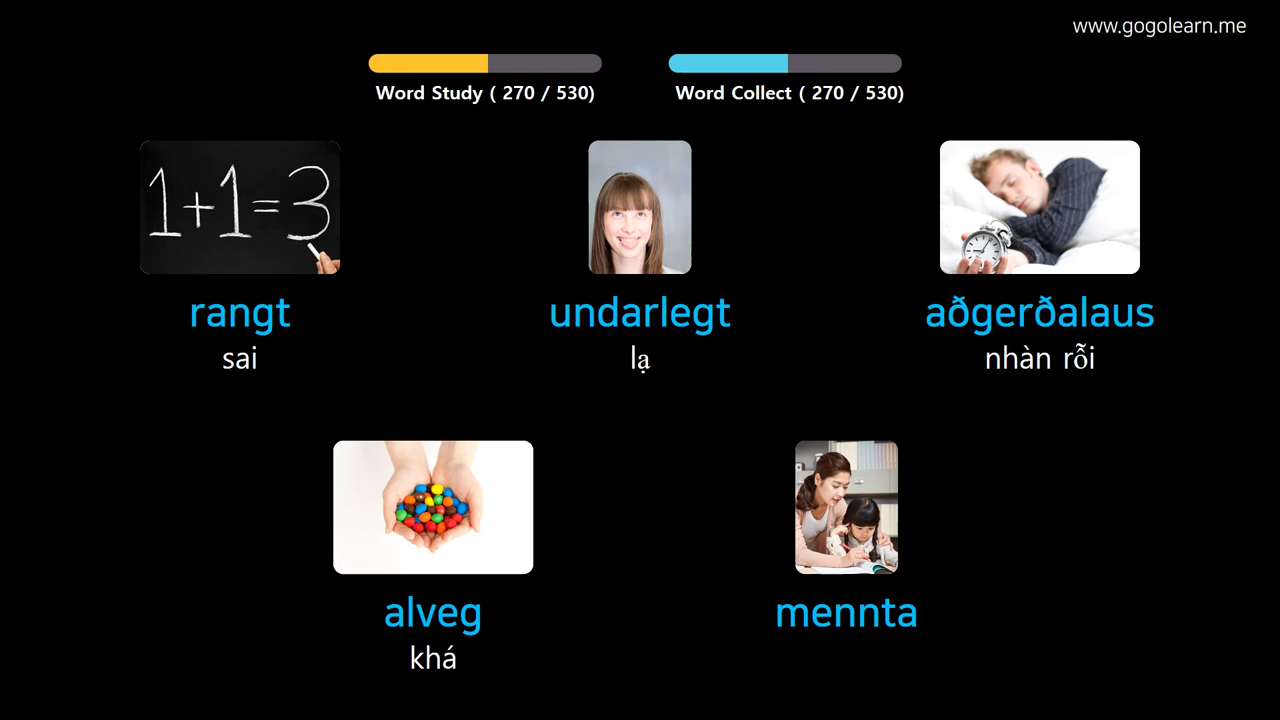 www.gogolearn.me
Word Study ( 270 / 530)
Word Collect ( 270 / 530)
1+1=3
rangt
sai
undarlegt
lạ
aðgerðalaus
nhàn rỗi
alveg
khá
mennta